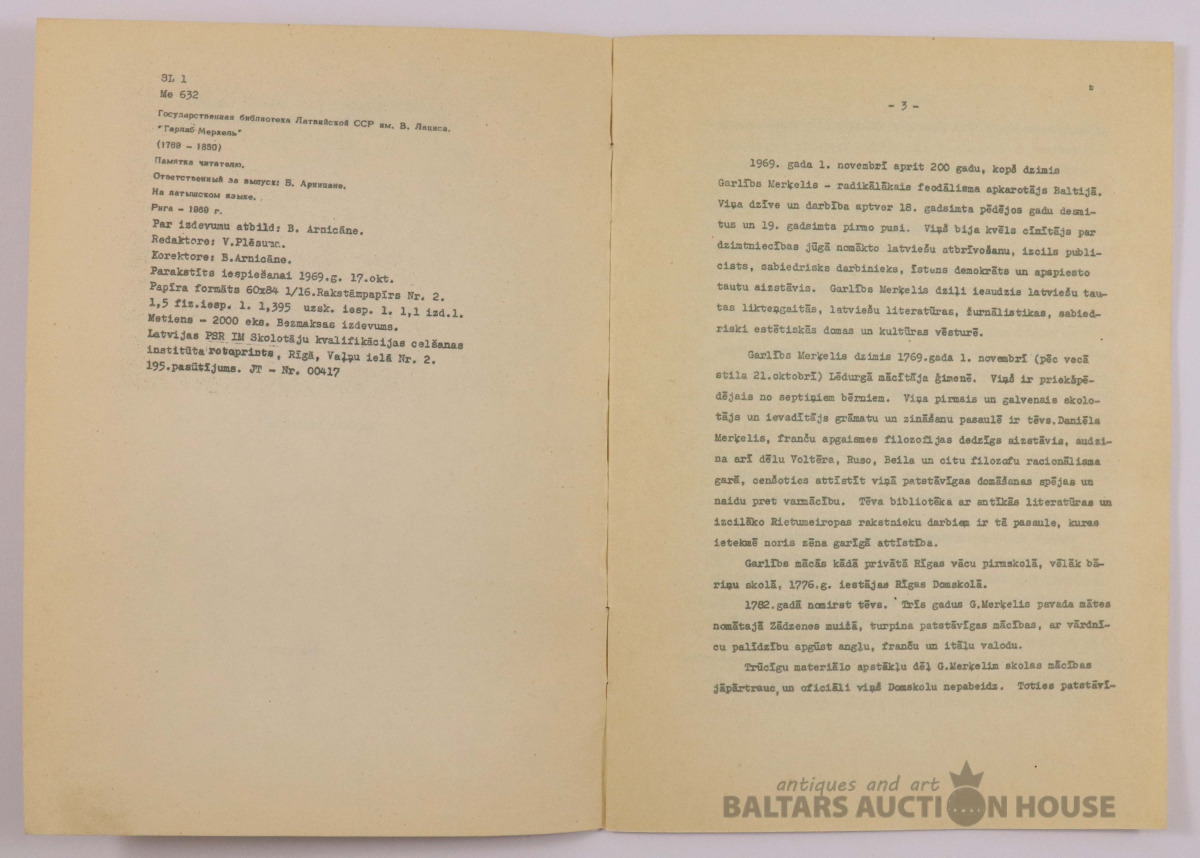 9L 1
Me 632
Государственная библиотека Латвийской ССР им. В. Лациса.
"Гарлиб Меркель"
(1769 - 1850)
Памятка читателю.
Ответственный за выпуск: Б. Арницане.
На латышском языке.
Рига - 1969 г.
Par izdevumu atbild: B. Arnicāne.
Redaktore: V.Plēsuma.
Korektore: B.Arnicāne.
Parakstīts iespiešanai 1969.g. 17.okt.
Papīra formāts 60x84 1/16.Rakstāmpapīrs Nr. 2.
1,5 fiz.iesp. l. 1,395 uzsk. iesp. l. 1,1 izd.l.
Metiens - 2000 eks. Bezmaksas izdevums.
Latvijas PSR IM Skolotāju kvalifikācijas celšanas
institūta rotaprints, Rīgā, Vaļņu ielā Nr. 2.
195.pasūtījums. JT - Nr. 00417
- 3 -
1969. gada 1. novembrī aprit 200 gadu, kopš dzimis
Garlībs Merķelis - radikālākais feodālisma apkarotājs Baltijā.
Viņa dzīve un darbība aptver 18. gadsimta pēdējos gadu desmi-
tus un 19. gadsimta pirmo pusi. Viņš bija kvēls cīnītājs par
dzimtniecības jūgā nomākto latviešu atbrīvošanu, izcils publi-
cists, sabiedrisks darbinieks, īstens demokrāts un apspiesto
tautu aizstāvis. Garlībs Merķelis dziļi ieaudzis latviešu tau-
tas liktengaitās, latviešu literatūras, žurnālistikas, sabied-
riski estētiskās domas un kultūras vēsturē.
Garlībs Merķelis dzimis 1769.gada 1. novembrī (pēc vecā
stila 21.oktobrī) Lēdurgā mācītāja ģimenē. Viņš ir priekšpē-
dējais no septiņiem bērniem. Viņa pirmais un galvenais skolo-
tājs un ievadītājs grāmatu un zināšanu pasaulē ir tēvs.Daniēls
Merķelis, franču apgaismes filozofijas dedzīgs aizstāvis, audzi-
na arī dēlu Voltēra, Ruso, Beila un citu filozofu racionālisma
garā, cenšoties attīstīt viņā patstāvīgas domāšanas spējas un
naidu pret varmācību. Tēva bibliotēka ar antīkās literatūras un
izcilāko Rietumeiropas rakstnieku darbiem ir tā pasaule, kuras
ietekmē noris zēna garīgā attīstība.
Garlībs mācās kādā privātā Rīgas vācu pirmskolā, vēlāk bā-
riņu skolā, 1776.g. iestājas Rīgas Domskolā.
1782.gadā nomirst tēvs. Trīs gadus G.Merķelis pavada mātes
nomātajā Zādzenes muižā, turpina patstāvīgas mācības, ar vārdnī-
cu palīdzību apgūst angļu, franču un itāļu valodu.
Trūcīgu materiālo apstākļu dēļ G.Merķelim skolas mācības
jāpārtrauc, un oficiāli viņš Domskolu nepabeidz. Toties patstāvī-
antiques and art
BALTARS AUCTION HOUSE